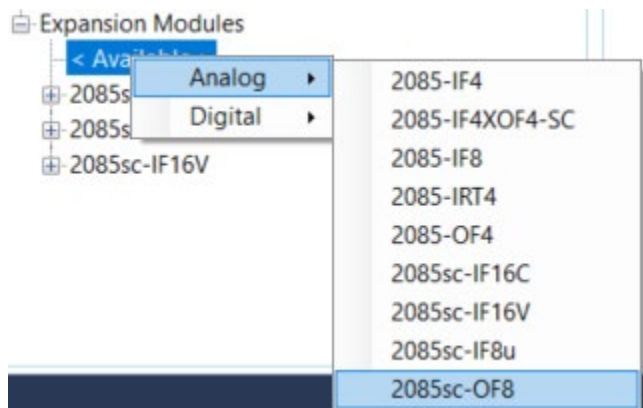 Expansion Modules
< Available
2085s
2085s
2085sc-IF16V
Analog
Digital
2085-IF4
2085-IF4XOF4-SC
2085-IF8
2085-IRT4
2085-OF4
2085sc-IF16C
2085sc-IF16V
2085sc-IF8u
2085sc-OF8